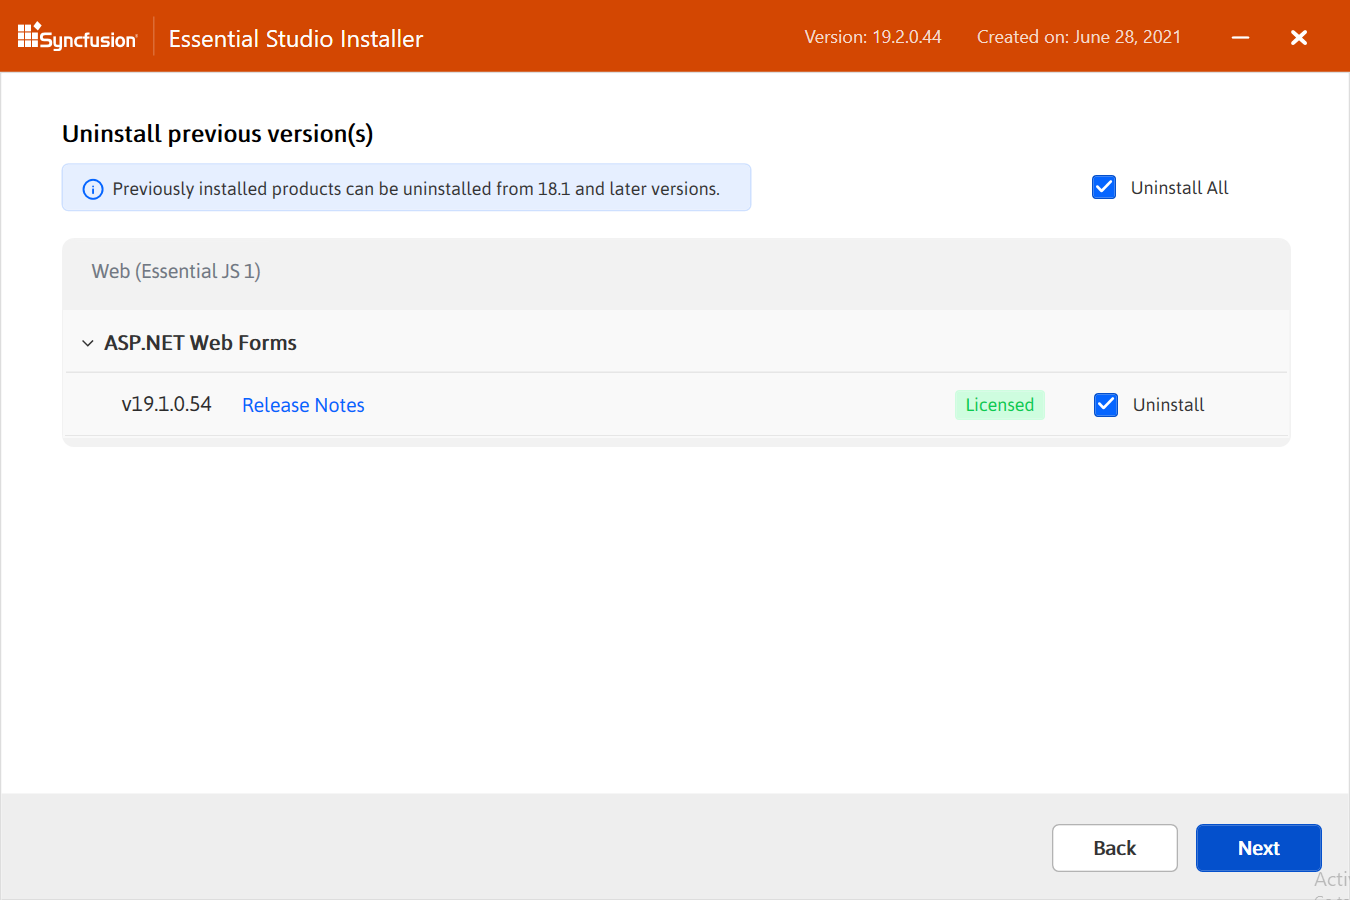 Syncfusion Essential Studio Installer Version: 19.2.0.44 Created on: June 28, 2021
Uninstall previous version(s)
Previously installed products can be uninstalled from 18.1 and later versions. Uninstall All
Web (Essential JS 1)
ASP.NET Web Forms
v19.1.0.54 Release Notes Licensed Uninstall
Back Next